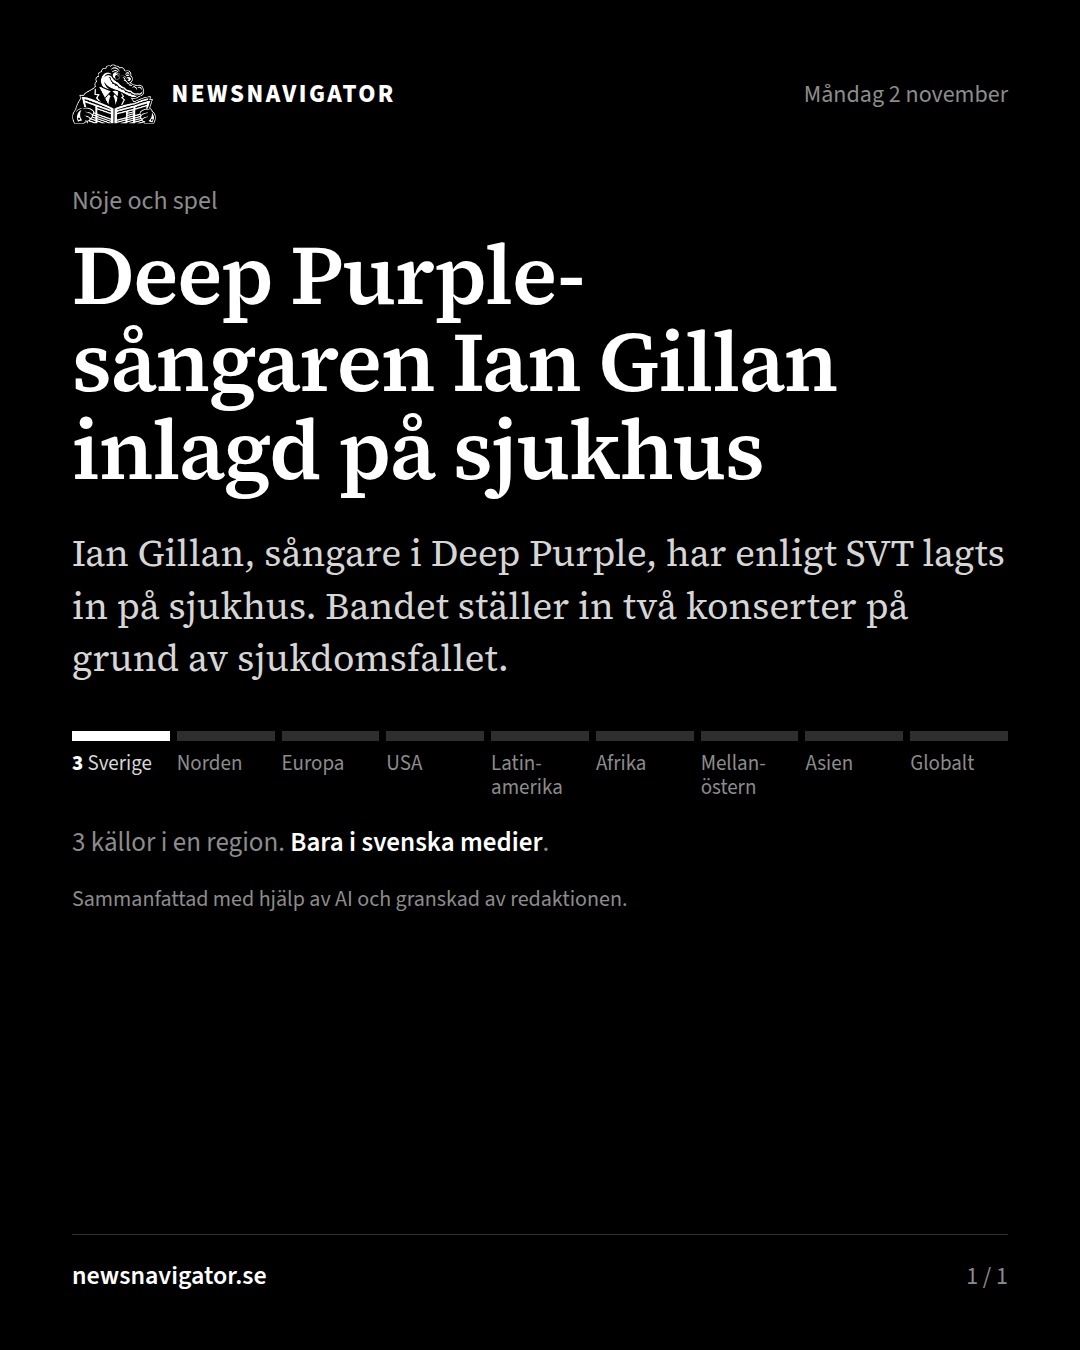 NEWSNAVIGATOR
Måndag 2 november
Nöje och spel
Deep Purple-
sångaren Ian Gillan
inlagd på sjukhus
Ian Gillan, sångare i Deep Purple, har enligt SVT lagts
in på sjukhus. Bandet ställer in två konserter på
grund av sjukdomsfallet.
3 Sverige
Norden
Europa
USA
Latin-
amerika
Afrika
Mellan-
östern
Asien
Globalt
3 källor i en region. Bara i svenska medier.
Sammanfattad med hjälp av AI och granskad av redaktionen.
newsnavigator.se
1 / 1